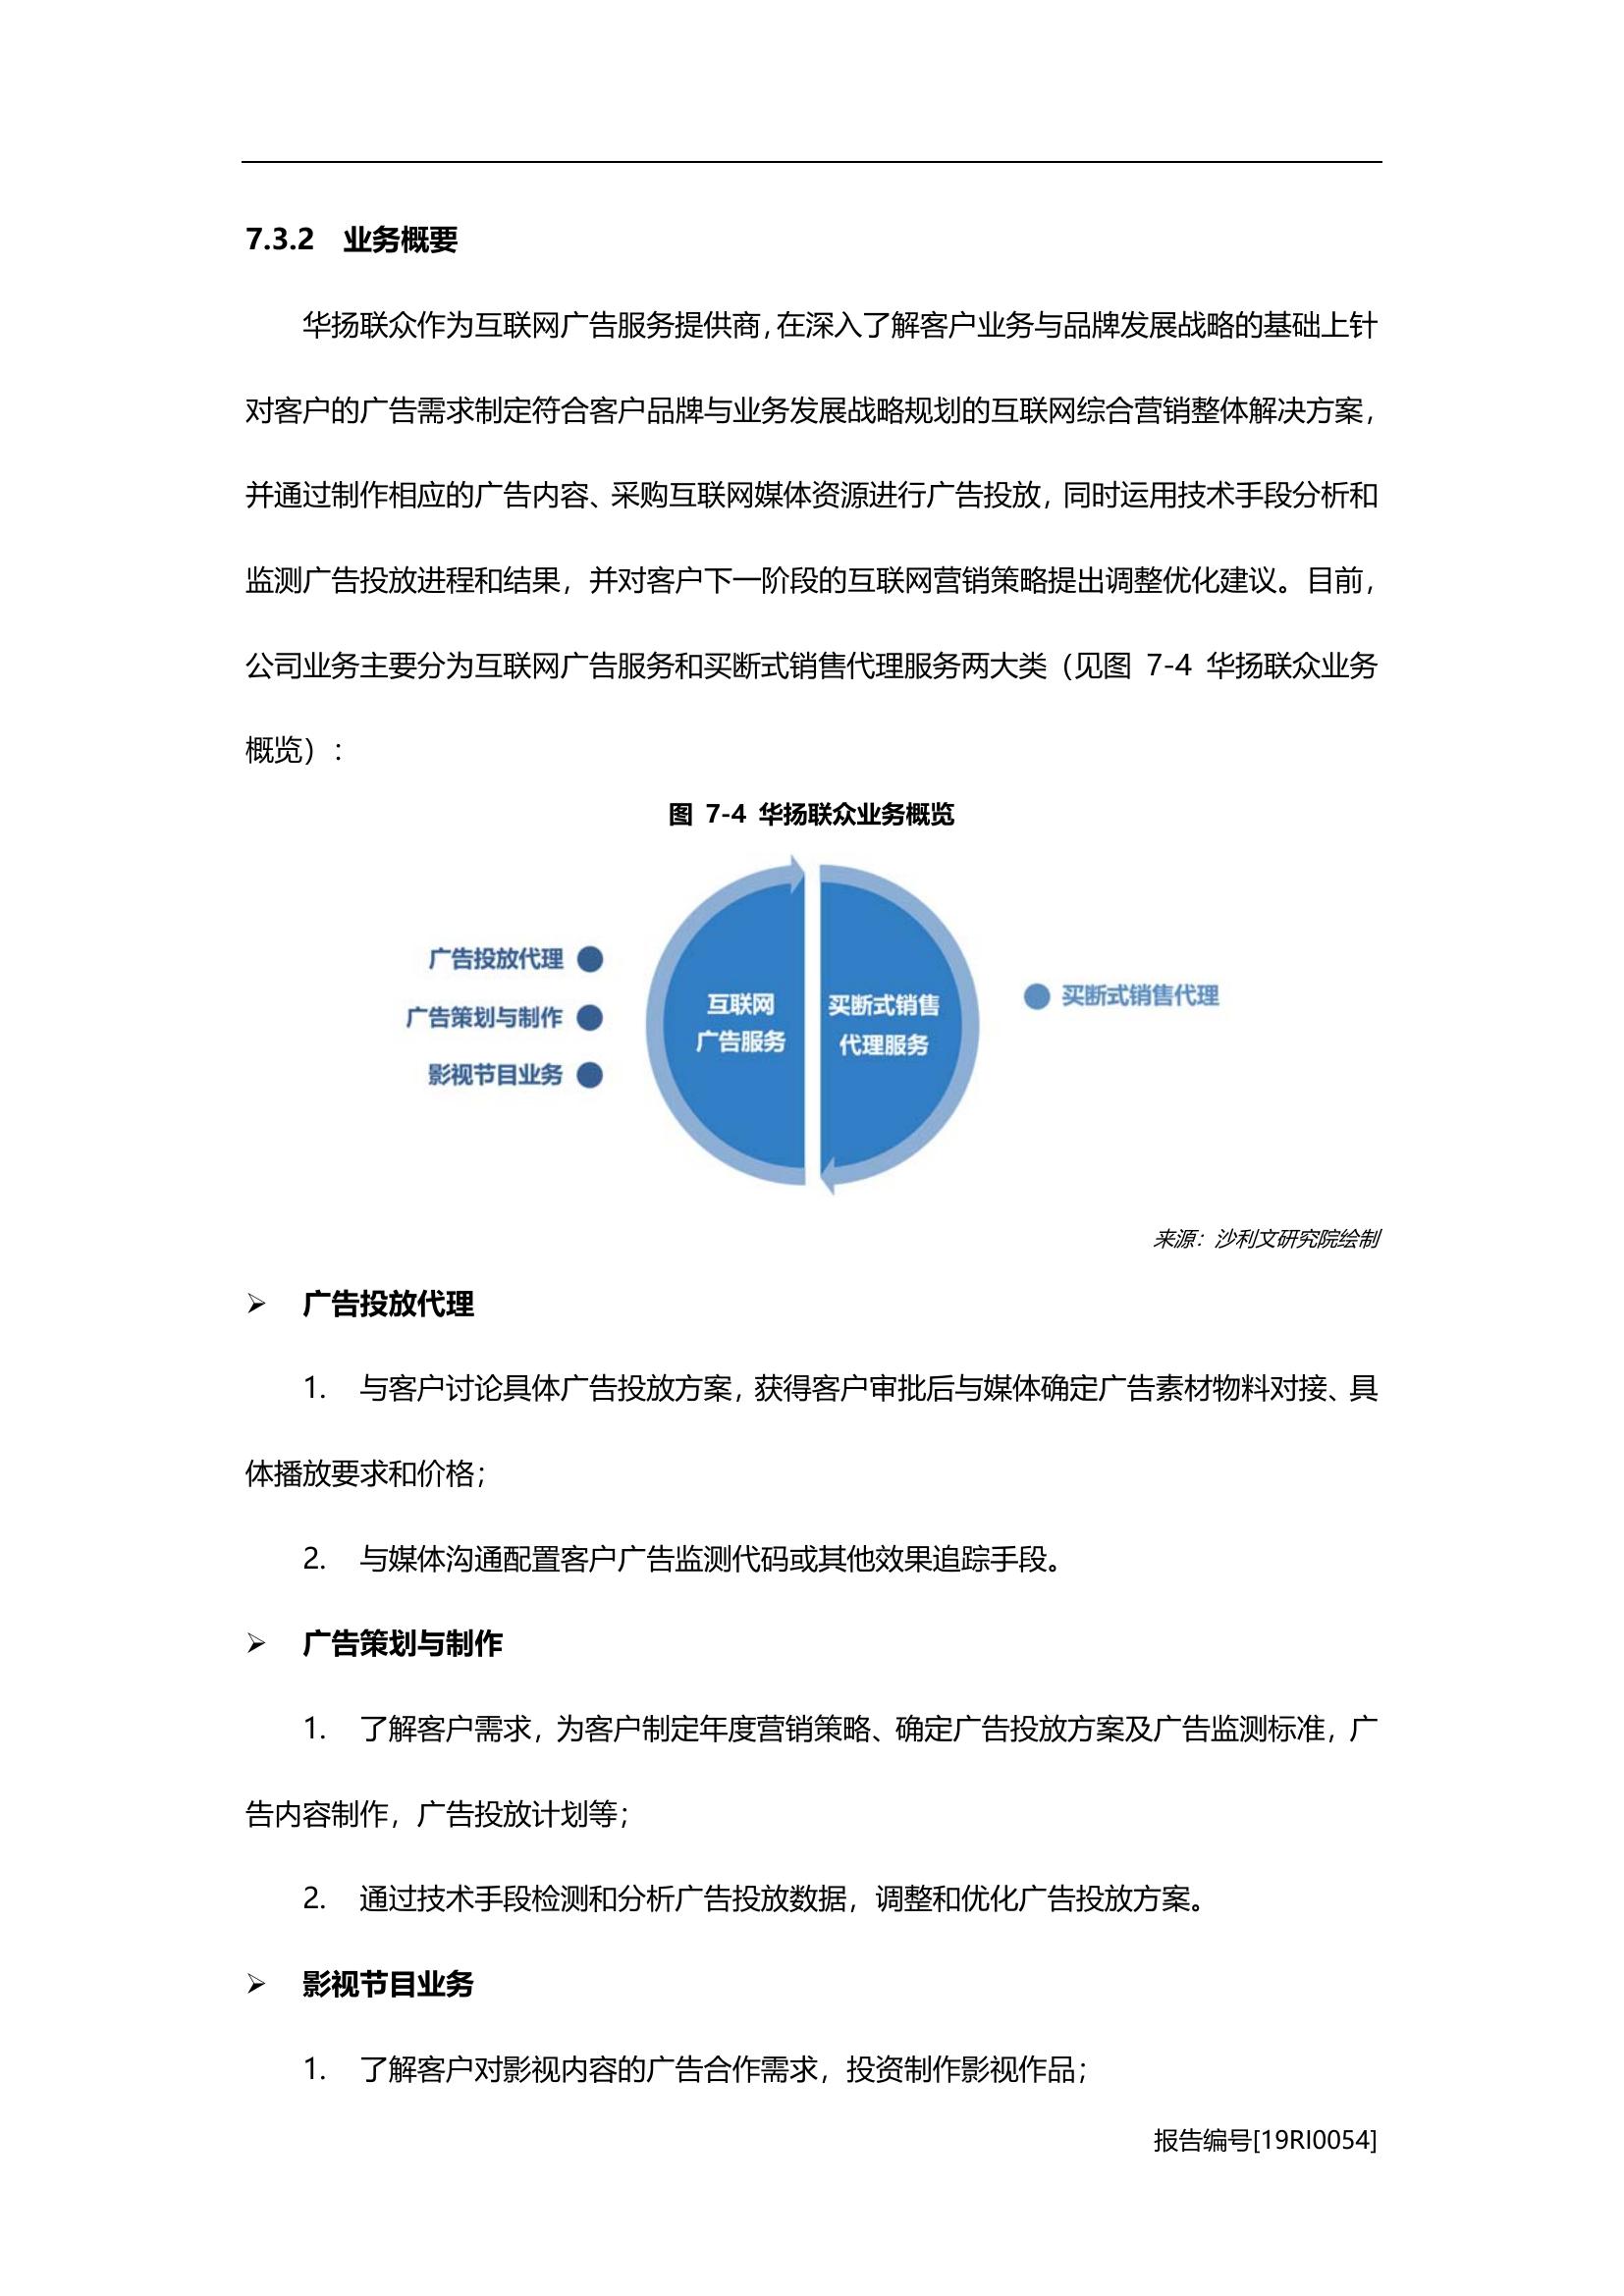 7.3.2 业务概要
华扬联众作为互联网广告服务提供商，在深入了解客户业务与品牌发展战略的基础上针
对客户的广告需求制定符合客户品牌与业务发展战略规划的互联网综合营销整体解决方案，
并通过制作相应的广告内容、采购互联网媒体资源进行广告投放，同时运用技术手段分析和
监测广告投放进程和结果，并对客户下一阶段的互联网营销策略提出调整优化建议。目前，
公司业务主要分为互联网广告服务和买断式销售代理服务两大类（见图 7-4 华扬联众业务
概览）：
图 7-4 华扬联众业务概览
广告投放代理
广告策划与制作
影视节目业务
互联网
广告服务
买断式销售
代理服务
买断式销售代理
来源：沙利文研究院绘制
➢ 广告投放代理
1. 与客户讨论具体广告投放方案，获得客户审批后与媒体确定广告素材物料对接、具
体播放要求和价格；
2. 与媒体沟通配置客户广告监测代码或其他效果追踪手段。
➢ 广告策划与制作
1. 了解客户需求，为客户制定年度营销策略、确定广告投放方案及广告监测标准，广
告内容制作，广告投放计划等；
2. 通过技术手段检测和分析广告投放数据，调整和优化广告投放方案。
➢ 影视节目业务
1. 了解客户对影视内容的广告合作需求，投资制作影视作品；
报告编号[19RI0054]